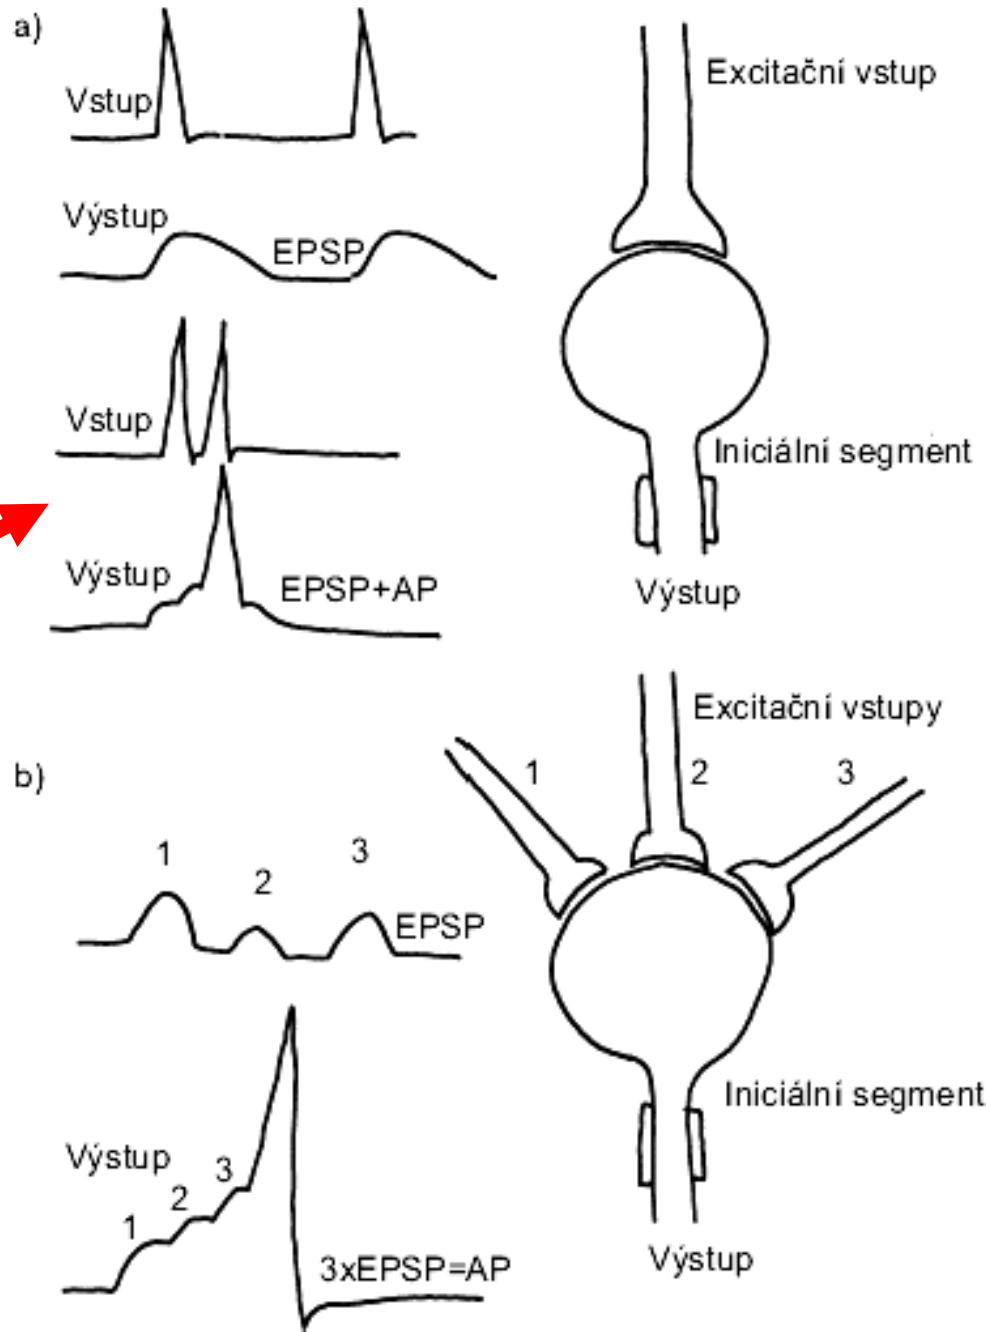 a)
Vstup
Excitační vstup
Výstup
EPSP
Vstup
Iniciální segment
Výstup
EPSP+AP
Výstup
Excitační vstupy
b)
1
2
3
1
2
3
EPSP
Iniciální segment
Výstup
1
2
3
3xEPSP=AP
Výstup